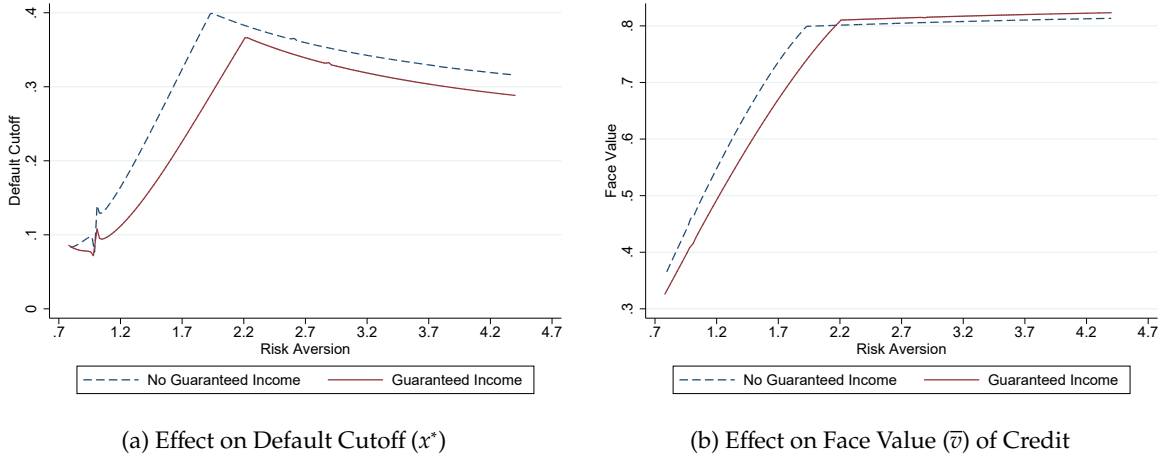 Default Cutoff
.4
.3
.2
.1
0
.7 1.2 1.7 2.2 2.7 3.2 3.7 4.2 4.7
Risk Aversion
No Guaranteed Income Guaranteed Income
(a) Effect on Default Cutoff (x*)
Face Value
.8
.7
.6
.5
.4
.3
.7 1.2 1.7 2.2 2.7 3.2 3.7 4.2 4.7
Risk Aversion
No Guaranteed Income Guaranteed Income
(b) Effect on Face Value (v̅) of Credit